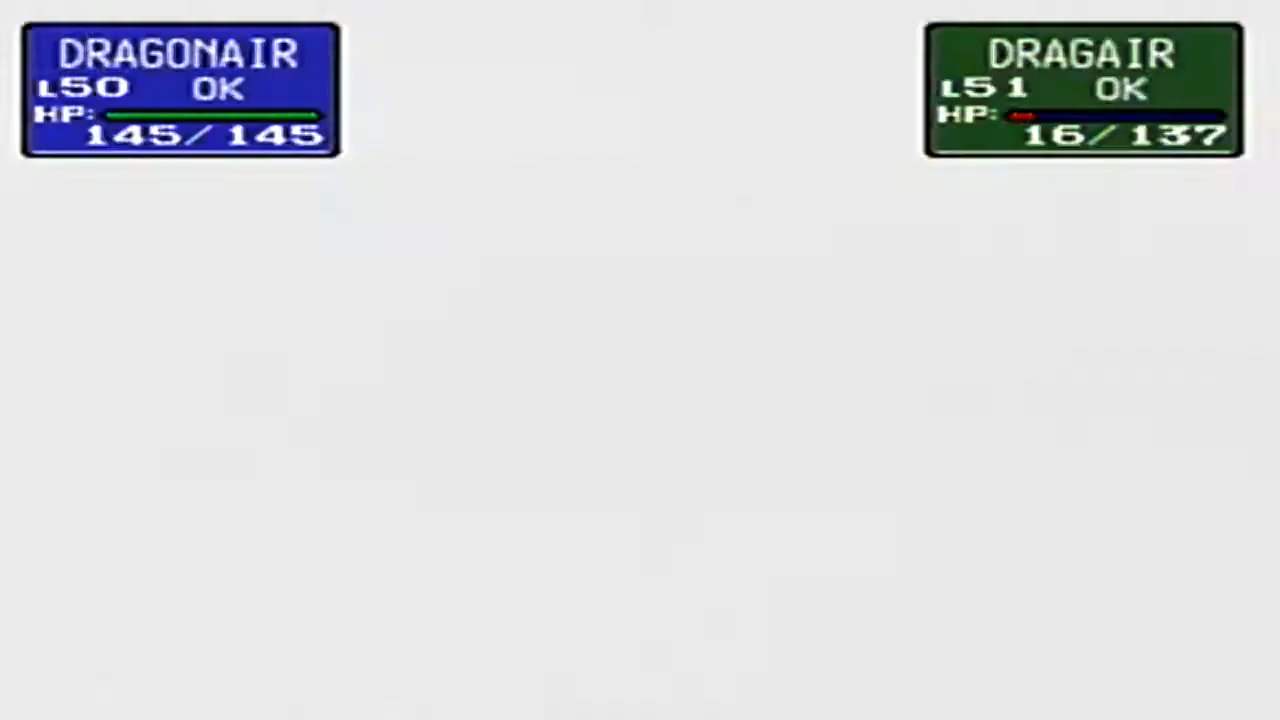 DRAGONAIR
L50 OK
HP:
145/145
DRAGAIR
L51 OK
HP:
16/137